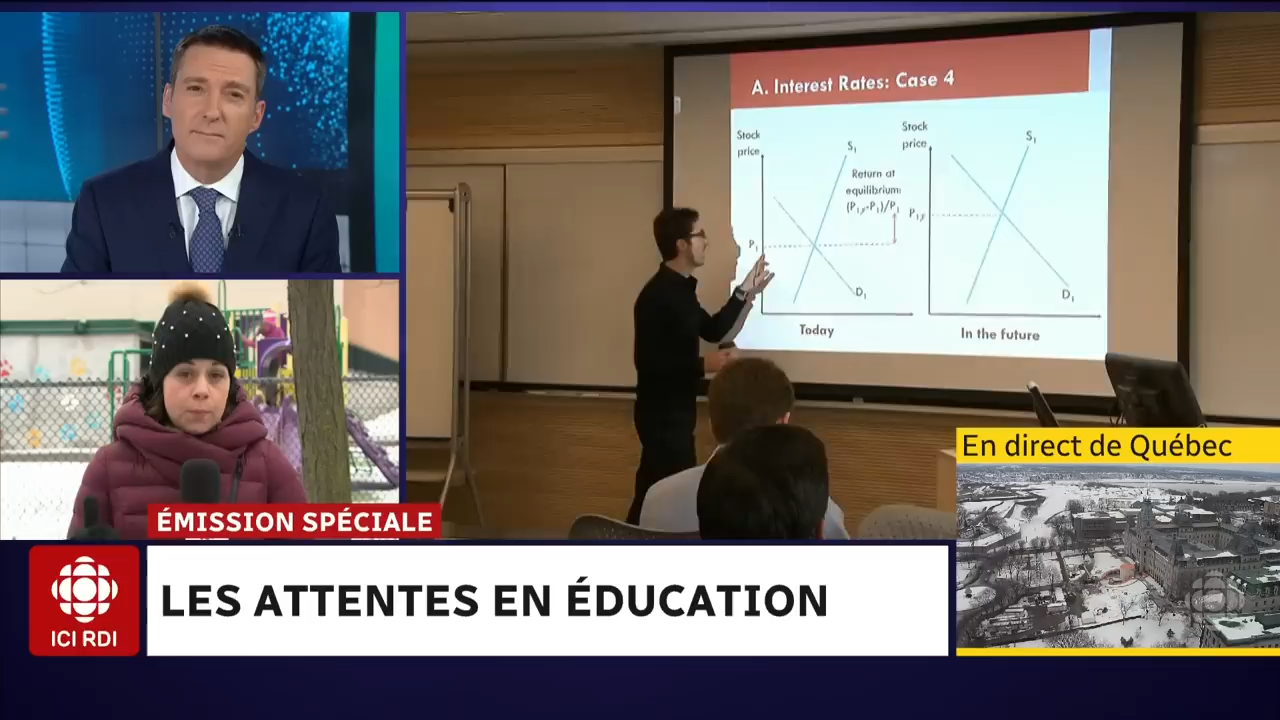 A. Interest Rates: Case 4
Stock
price
S₁
Return at
equilibrium:
(P₁,ₑ-P₁)/P₁
P₁
D₁
Today
Stock
price
S₁
D₁
In the future
En direct de Québec
ÉMISSION SPÉCIALE
LES ATTENTES EN ÉDUCATION
ICI RDI